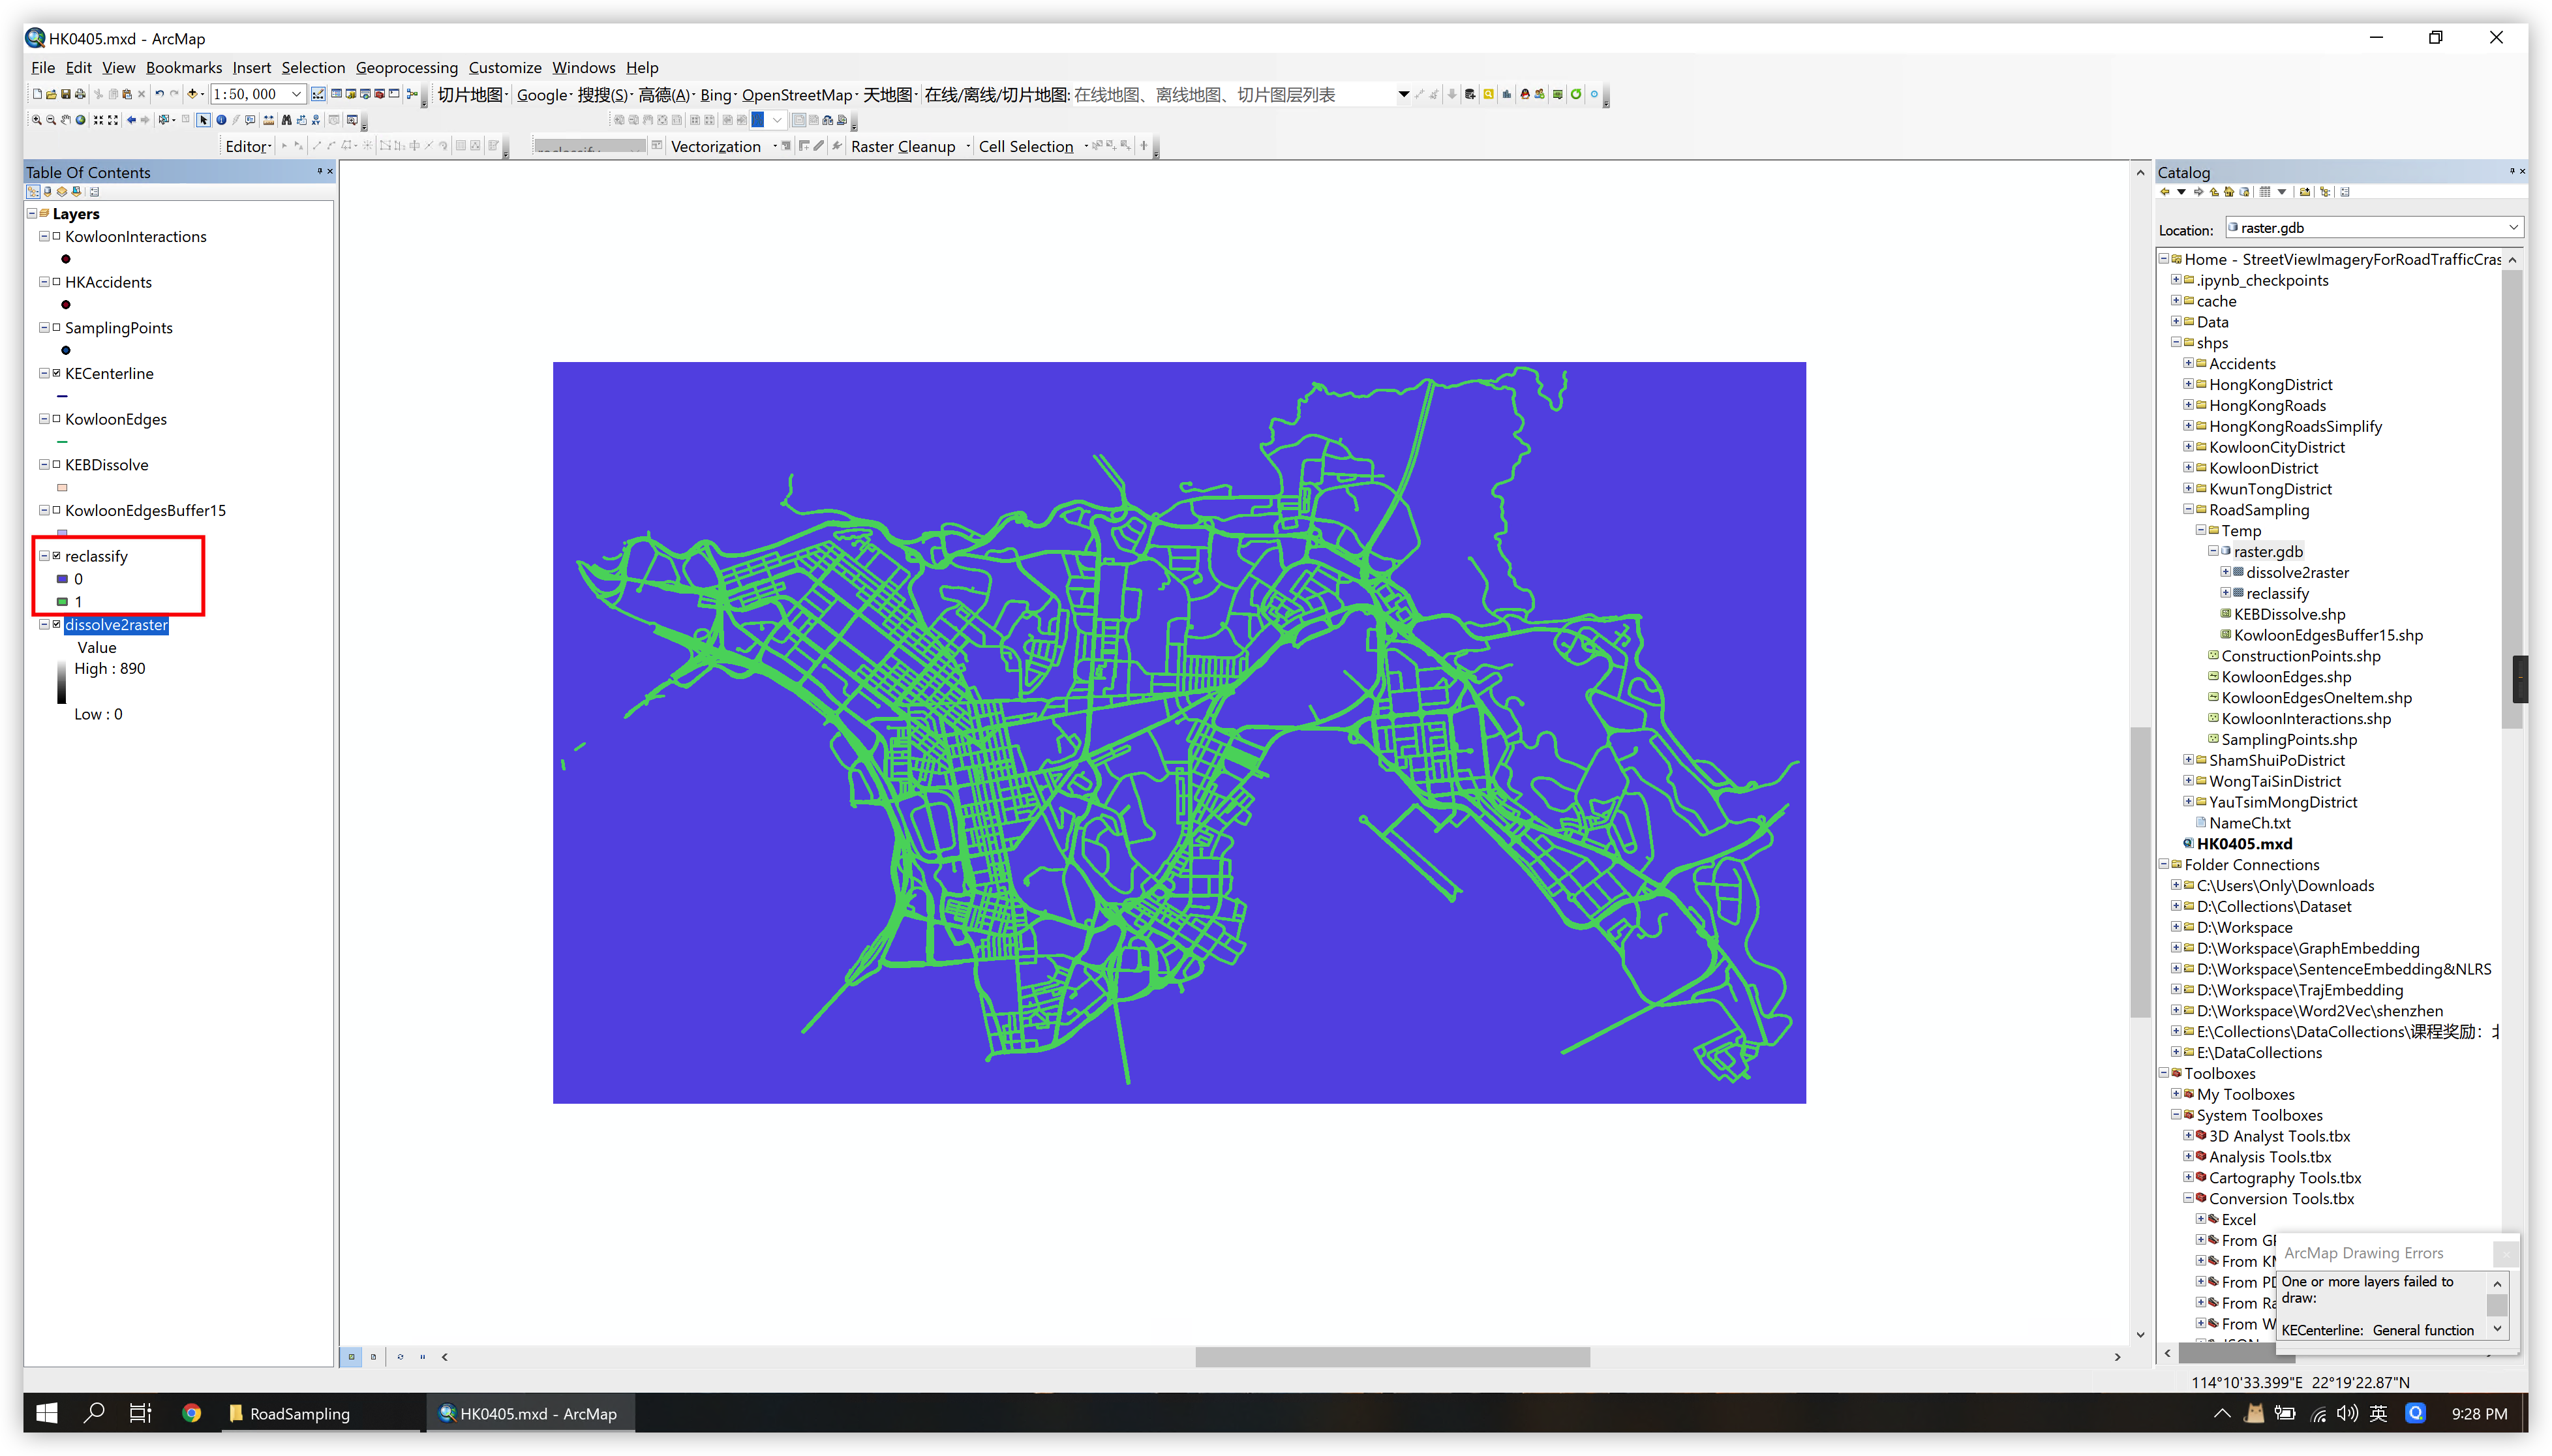 HK0405.mxd - ArcMap
File Edit View Bookmarks Insert Selection Geoprocessing Customize Windows Help
1:50,000 切片地图 Google 搜搜(S) 高德(A) Bing OpenStreetMap 天地图 在线/离线/切片地图: 在线地图、离线地图、切片图层列表
Editor Vectorization Raster Cleanup Cell Selection
Table Of Contents
Layers
KowloonInteractions
HKAccidents
SamplingPoints
KECenterline
KowloonEdges
KEBDissolve
KowloonEdgesBuffer15
reclassify
0
1
dissolve2raster
Value
High : 890
Low : 0
Catalog
Location: raster.gdb
Home - StreetViewImageryForRoadTrafficCras
.ipynb_checkpoints
cache
Data
shps
Accidents
HongKongDistrict
HongKongRoads
HongKongRoadsSimplify
KowloonCityDistrict
KowloonDistrict
KwunTongDistrict
RoadSampling
Temp
raster.gdb
dissolve2raster
reclassify
KEBDissolve.shp
KowloonEdgesBuffer15.shp
ConstructionPoints.shp
KowloonEdges.shp
KowloonEdgesOneItem.shp
KowloonInteractions.shp
SamplingPoints.shp
ShamShuiPoDistrict
WongTaiSinDistrict
YauTsimMongDistrict
NameCh.txt
HK0405.mxd
Folder Connections
C:\Users\Only\Downloads
D:\Collections\Dataset
D:\Workspace
D:\Workspace\GraphEmbedding
D:\Workspace\SentenceEmbedding&NLRS
D:\Workspace\TrajEmbedding
D:\Workspace\Word2Vec\shenzhen
E:\Collections\DataCollections\课程奖励：
E:\DataCollections
Toolboxes
My Toolboxes
System Toolboxes
3D Analyst Tools.tbx
Analysis Tools.tbx
Cartography Tools.tbx
Conversion Tools.tbx
Excel
From
From
From
From
From
ArcMap Drawing Errors
One or more layers failed to
draw:
KECenterline: General function
114°10'33.399"E 22°19'22.87"N
RoadSampling HK0405.mxd - ArcMap 英 9:28 PM